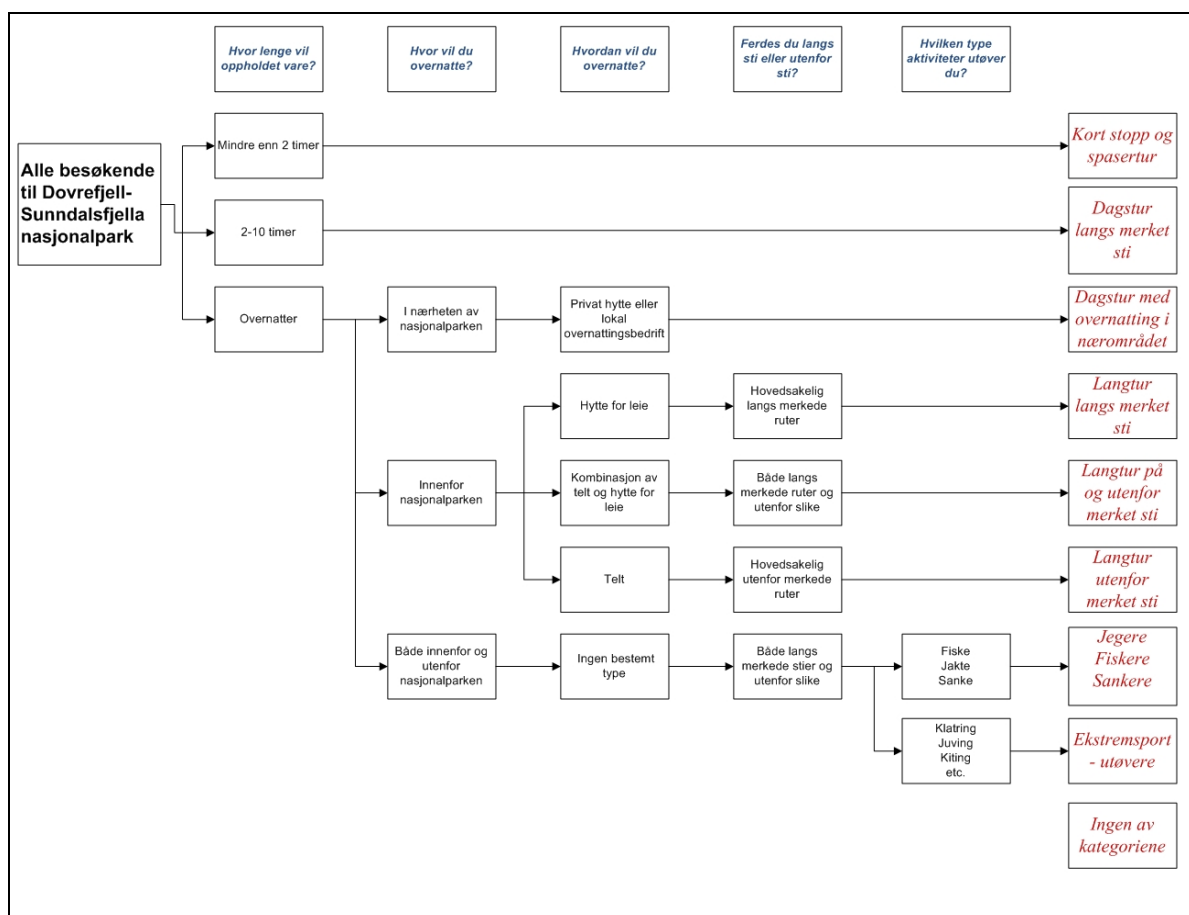 Hvor lenge vil
oppholdet vare?
Hvor vil du
overnatte?
Hvordan vil du
overnatte?
Ferdes du langs
sti eller utenfor
sti?
Hvilken type
aktiviteter utøver
du?
Alle besøkende
til Dovrefjell-
Sunndalsfjella
nasjonalpark
Mindre enn 2 timer
Kort stopp og
spasertur
2-10 timer
Dagstur
langs merket
sti
Overnatter
I nærheten av
nasjonalparken
Privat hytte eller
lokal
overnattingsbedrift
Dagstur med
overnatting i
nærområdet
Hytte for leie
Hovedsakelig
langs merkede
ruter
Langtur
langs merket
sti
Innenfor
nasjonalparken
Kombinasjon av
telt og hytte for
leie
Både langs
merkede ruter og
utenfor slike
Langtur på
og utenfor
merket sti
Telt
Hovedsakelig
utenfor merkede
ruter
Langtur
utenfor
merket sti
Både innenfor og
utenfor
nasjonalparken
Ingen bestemt
type
Både langs
merkede stier og
utenfor slike
Fiske
Jakte
Sanke
Jegere
Fiskere
Sankere
Klatring
Juving
Kiting
etc.
Ekstremsport
- utøvere
Ingen av
kategoriene